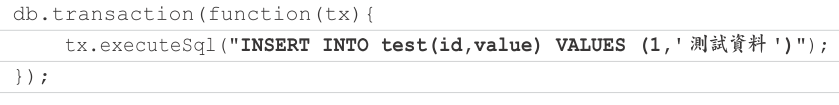 db.transaction(function(tx){
    tx.executeSql("INSERT INTO test(id,value) VALUES (1,'測試資料')");
});